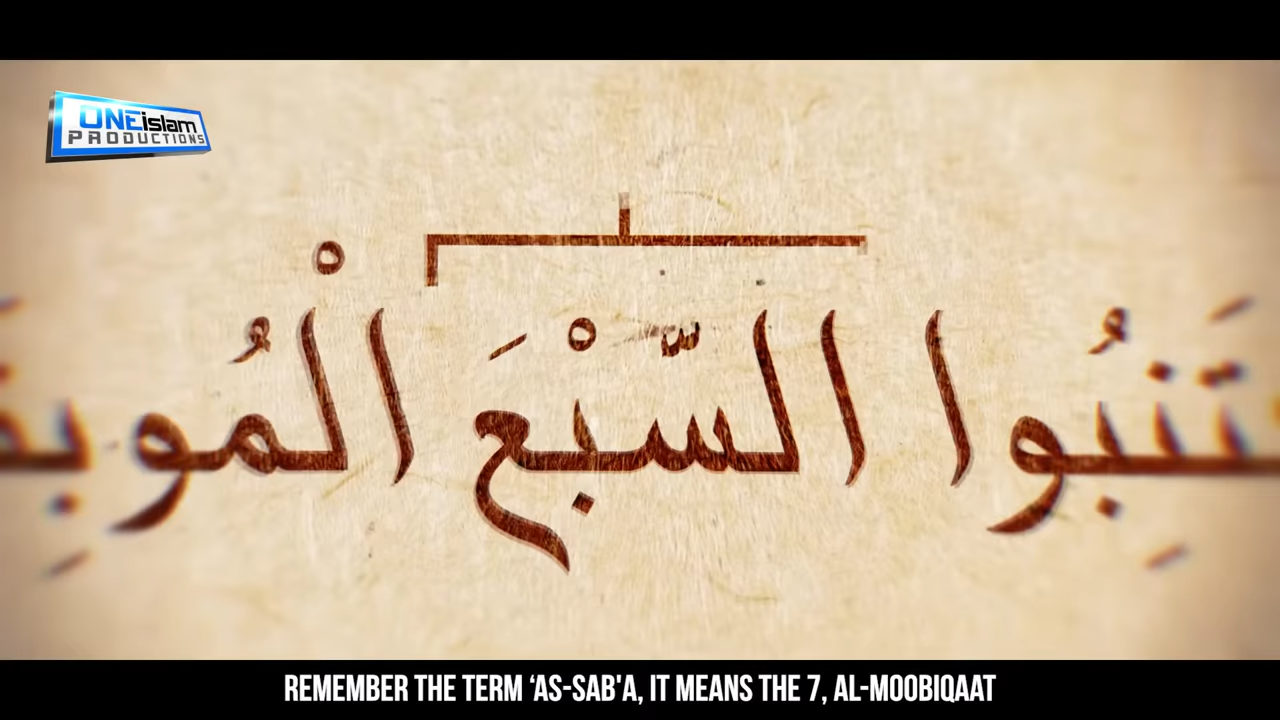 ONEislam
PRODUCTIONS
السَّبْعَ
REMEMBER THE TERM ‘AS-SAB'A, IT MEANS THE 7, AL-MOOBIQAAT